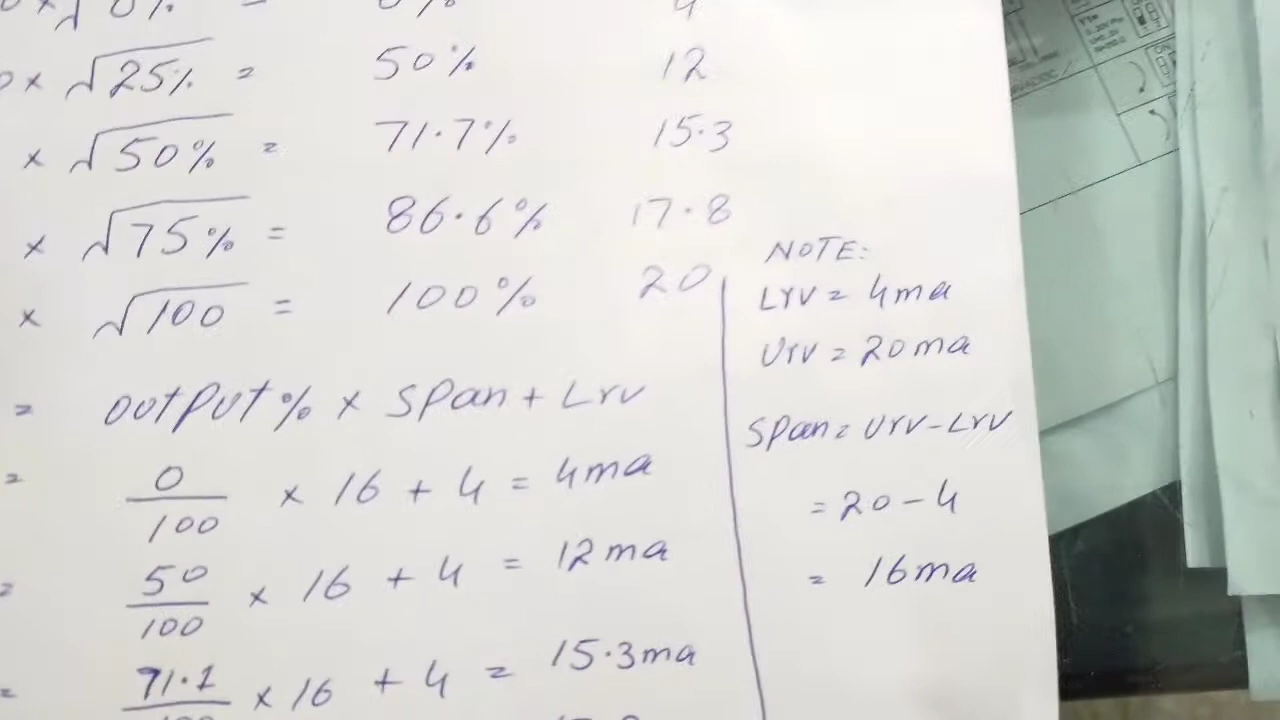 × √25% = 50% 12
× √50% = 71.7% 15.3
× √75% = 86.6% 17.8
× √100 = 100% 20
= output% × span + Lrv
= 0/100 × 16 + 4 = 4ma
= 50/100 × 16 + 4 = 12ma
= 71.1 × 16 + 4 = 15.3ma
NOTE:
Lrv = 4ma
Urv = 20ma
span = Urv - Lrv
= 20 - 4
= 16ma